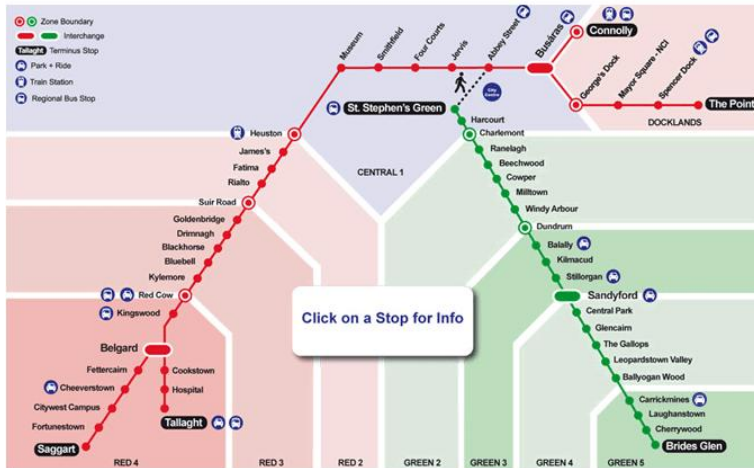 Zone Boundary
Interchange
Tallaght Terminus Stop
Park + Ride
Train Station
Regional Bus Stop
Museum
Smithfield
Four Courts
Jervis
Abbey Street
Busáras
Connolly
George's Dock
Mayor Square - NCI
Spencer Dock
The Point
DOCKLANDS
City Centre
St. Stephen's Green
Harcourt
Charlemont
Ranelagh
Beechwood
Cowper
Milltown
Windy Arbour
Dundrum
Balally
Kilmacud
Stillorgan
Sandyford
Central Park
Glencairn
The Gallops
Leopardstown Valley
Ballyogan Wood
Carrickmines
Laughanstown
Cherrywood
Brides Glen
CENTRAL 1
Heuston
James's
Fatima
Rialto
Suir Road
Goldenbridge
Drimnagh
Blackhorse
Bluebell
Kylemore
Red Cow
Kingswood
Belgard
Fettercairn
Cheeverstown
Citywest Campus
Fortunestown
Saggart
Cookstown
Hospital
Tallaght
Click on a Stop for Info
RED 4
RED 3
RED 2
GREEN 2
GREEN 3
GREEN 4
GREEN 5